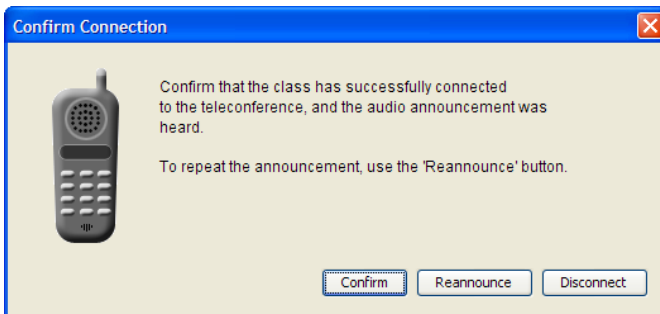 Confirm Connection
Confirm that the class has successfully connected
to the teleconference, and the audio announcement was
heard.
To repeat the announcement, use the 'Reannounce' button.
Confirm Reannounce Disconnect